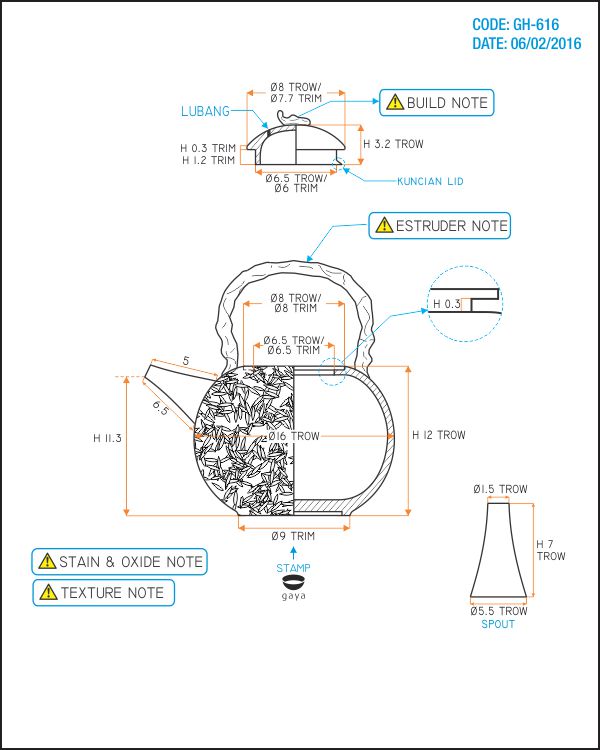 CODE: GH-616
DATE: 06/02/2016
Ø8 TROW/
Ø7.7 TRIM
BUILD NOTE
LUBANG
H 3.2 TROW
H 0.3 TRIM
H 1.2 TRIM
Ø6.5 TROW/
Ø6 TRIM
KUNCIAN LID
ESTRUDER NOTE
Ø8 TROW/
Ø8 TRIM
H 0.3
Ø6.5 TROW/
Ø6.5 TRIM
5
6.5
H 11.3
Ø16 TROW
H 12 TROW
Ø9 TRIM
STAMP
gaya
STAIN & OXIDE NOTE
TEXTURE NOTE
Ø1.5 TROW
H 7
TROW
Ø5.5 TROW
SPOUT